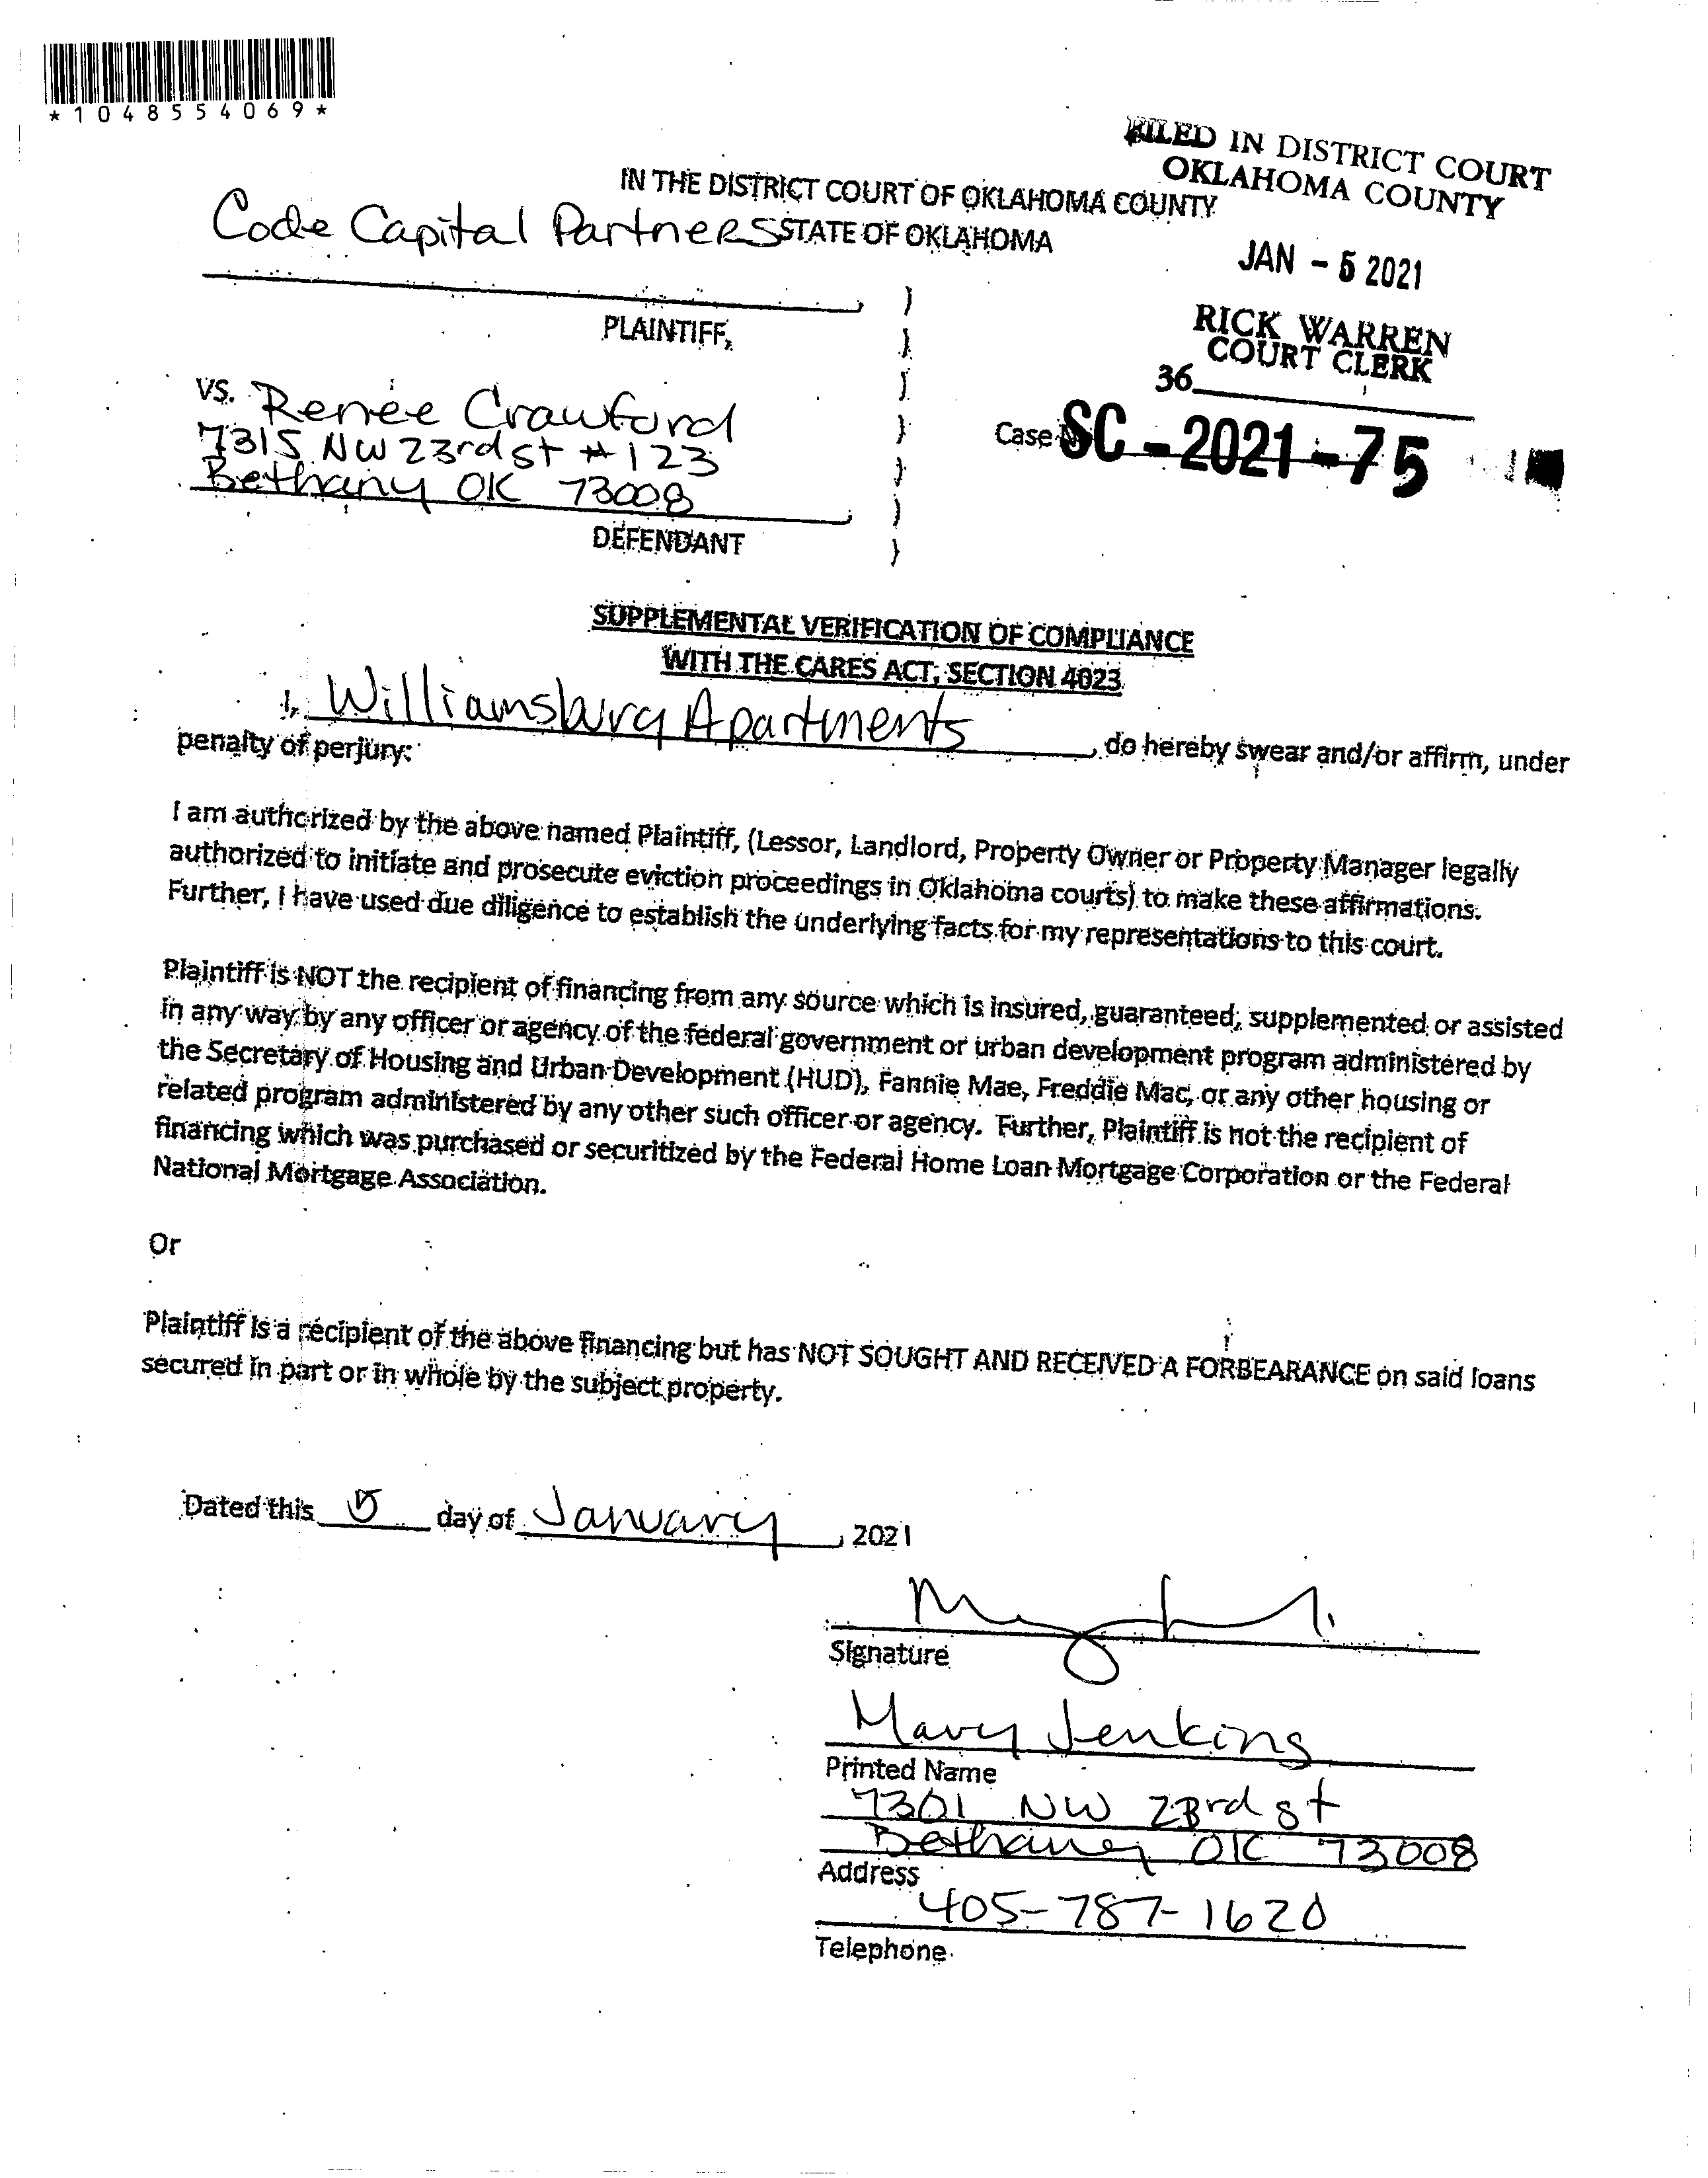 *1048554069*
FILED IN DISTRICT COURT
OKLAHOMA COUNTY
JAN - 5 2021
RICK WARREN
COURT CLERK
36
IN THE DISTRICT COURT OF OKLAHOMA COUNTY
STATE OF OKLAHOMA
Code Capital Partners
PLAINTIFF,
VS. Renee Crawford
7315 NW 23rd st #123
Bethany OK 73008
DEFENDANT
Case SC-2021-75
SUPPLEMENTAL VERIFICATION OF COMPLIANCE
WITH THE CARES ACT, SECTION 4023
I, Williamsburg Apartments, do hereby swear and/or affirm, under
penalty of perjury:
I am authorized by the above named Plaintiff, (Lessor, Landlord, Property Owner or Property Manager legally
authorized to initiate and prosecute eviction proceedings in Oklahoma courts) to make these affirmations.
Further, I have used due diligence to establish the underlying facts for my representations to this court.
Plaintiff is NOT the recipient of financing from any source which is insured, guaranteed, supplemented or assisted
in any way by any officer or agency of the federal government or urban development program administered by
the Secretary of Housing and Urban Development (HUD), Fannie Mae, Freddie Mac, or any other housing or
related program administered by any other such officer or agency. Further, Plaintiff is not the recipient of
financing which was purchased or securitized by the Federal Home Loan Mortgage Corporation or the Federal
National Mortgage Association.
Or
Plaintiff is a recipient of the above financing but has NOT SOUGHT AND RECEIVED A FORBEARANCE on said loans
secured in part or in whole by the subject property.
Dated this 5 day of January, 2021
Signature
Mary Jenkins
Printed Name
7301 NW 23rd st
Bethany OK 73008
Address
405-787-1620
Telephone